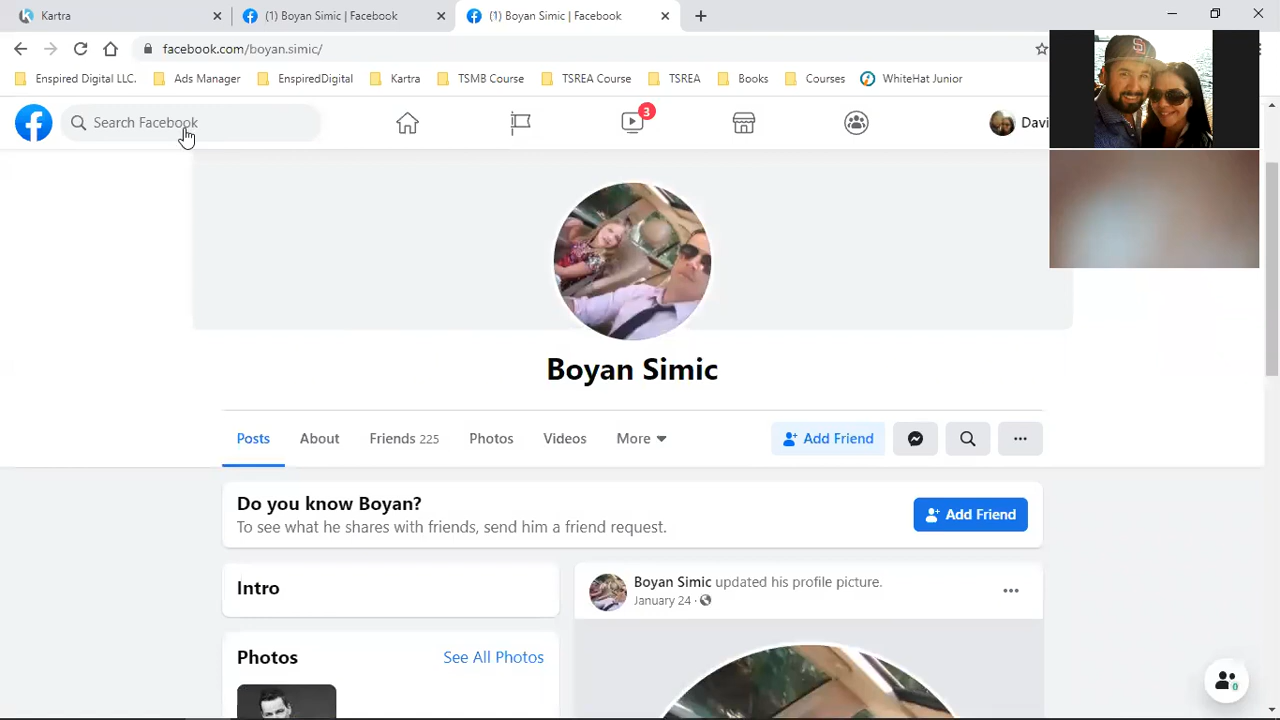 Kartra
(1) Boyan Simic | Facebook
(1) Boyan Simic | Facebook
facebook.com/boyan.simic/
Enspired Digital LLC.
Ads Manager
EnspiredDigital
Kartra
TSMB Course
TSREA Course
TSREA
Books
Courses
WhiteHat Junior
Search Facebook
3
Davi
Boyan Simic
Posts
About
Friends 225
Photos
Videos
More
Add Friend
Do you know Boyan?
To see what he shares with friends, send him a friend request.
Add Friend
Intro
Boyan Simic updated his profile picture.
January 24 ·
Photos
See All Photos
0